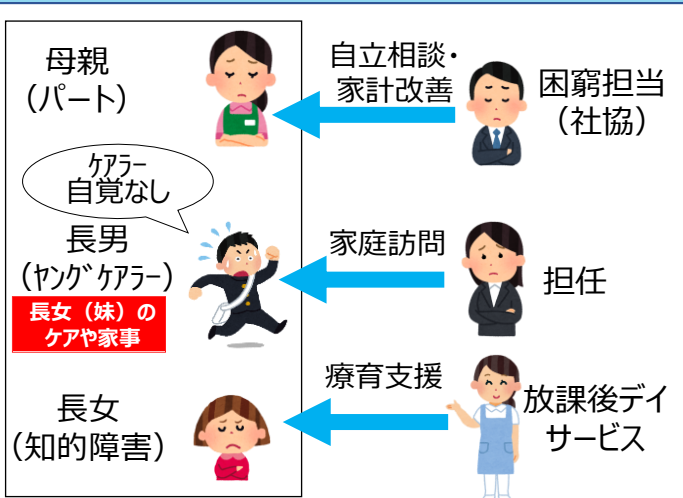 母親
（パート）
自立相談・
家計改善
困窮担当
（社協）
ｹｱﾗｰ
自覚なし
長男
（ﾔﾝｸﾞｹｱﾗｰ）
長女（妹）の
ケアや家事
家庭訪問
担任
長女
（知的障害）
療育支援
放課後デイ
サービス